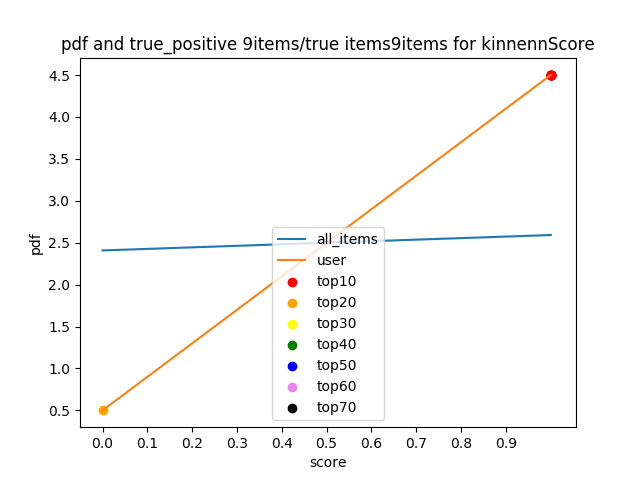 pdf and true_positive 9items/true items9items for kinnennScore
pdf
4.5
4.0
3.5
3.0
2.5
2.0
1.5
1.0
0.5
all_items
user
top10
top20
top30
top40
top50
top60
top70
0.0 0.1 0.2 0.3 0.4 0.5 0.6 0.7 0.8 0.9
score